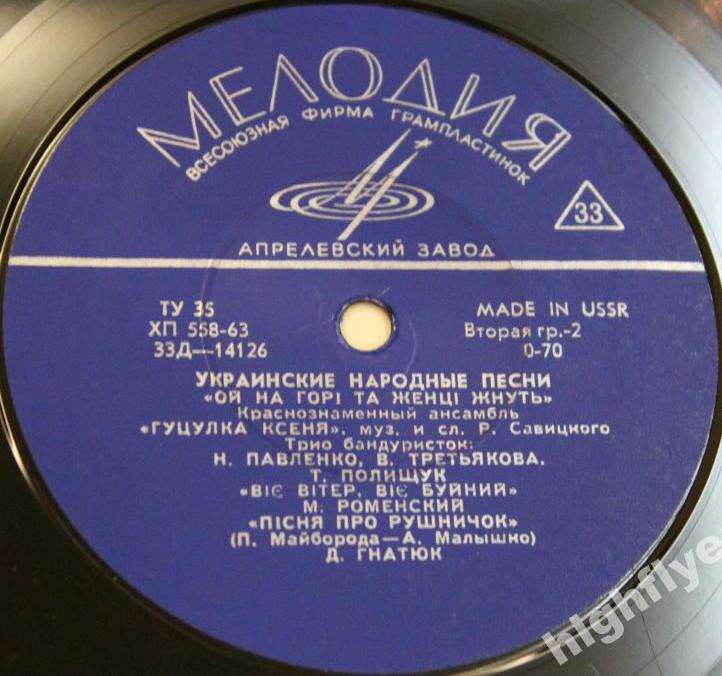 МЕЛОДИЯ
ВСЕСОЮЗНАЯ ФИРМА ГРАМПЛАСТИНОК
33
АПРЕЛЕВСКИЙ ЗАВОД
ТУ 35
ХП 558-63
33Д—14126
MADE IN USSR
Вторая гр.-2
0-70
УКРАИНСКИЕ НАРОДНЫЕ ПЕСНИ
«ОЙ НА ГОРІ ТА ЖЕНЦІ ЖНУТЬ»
Краснознаменный ансамбль
«ГУЦУЛКА КСЕНЯ», муз. и сл. Р. Савицкого
Трио бандуристок:
Н. ПАВЛЕНКО, В. ТРЕТЬЯКОВА,
Т. ПОЛИЩУК
«ВІЄ ВІТЕР, ВІЄ БУЙНИЙ»
М. РОМЕНСКИЙ
«ПІСНЯ ПРО РУШНИЧОК»
(П. Майборода—А. Малышко)
Д. ГНАТЮК
highflye